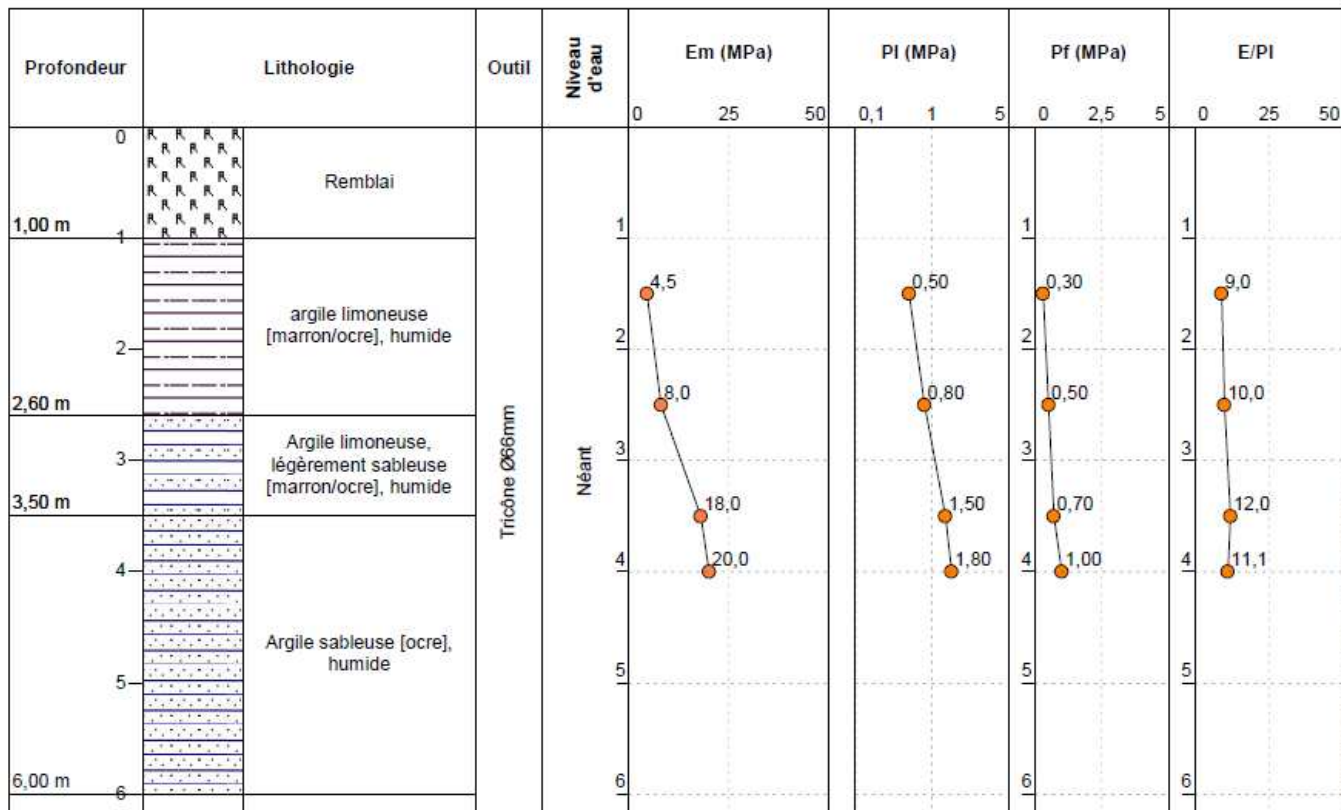 Profondeur
Lithologie
Outil
Niveau
d'eau
Em (MPa)
Pl (MPa)
Pf (MPa)
E/Pl
0 25 50
0,1 1 5
0 2,5 5
0 25 50
0
R R R R
R R R R
R R R R
R R R R
R R R R
R R R R
R R R R
R R R R
Remblai
1,00 m
1
1
1
1
argile limoneuse
[marron/ocre], humide
4,5
0,50
0,30
9,0
2
2
2
2
8,0
0,80
0,50
10,0
2,60 m
Argile limoneuse,
légèrement sableuse
[marron/ocre], humide
3
3
3
3
3,50 m
18,0
1,50
0,70
12,0
Tricône Ø66mm
Néant
4
4
4
4
20,0
1,80
1,00
11,1
Argile sableuse [ocre],
humide
5
5
5
5
6,00 m
6
6
6
6